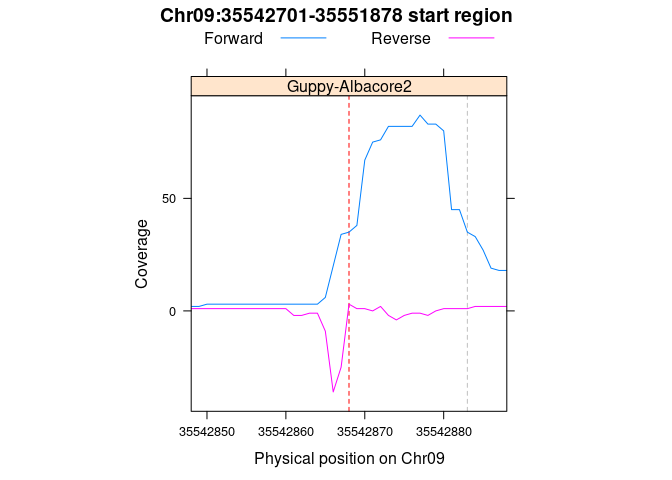 Chr09:35542701-35551878 start region
Forward Reverse
Guppy-Albacore2
50
0
Coverage
35542850 35542860 35542870 35542880
Physical position on Chr09